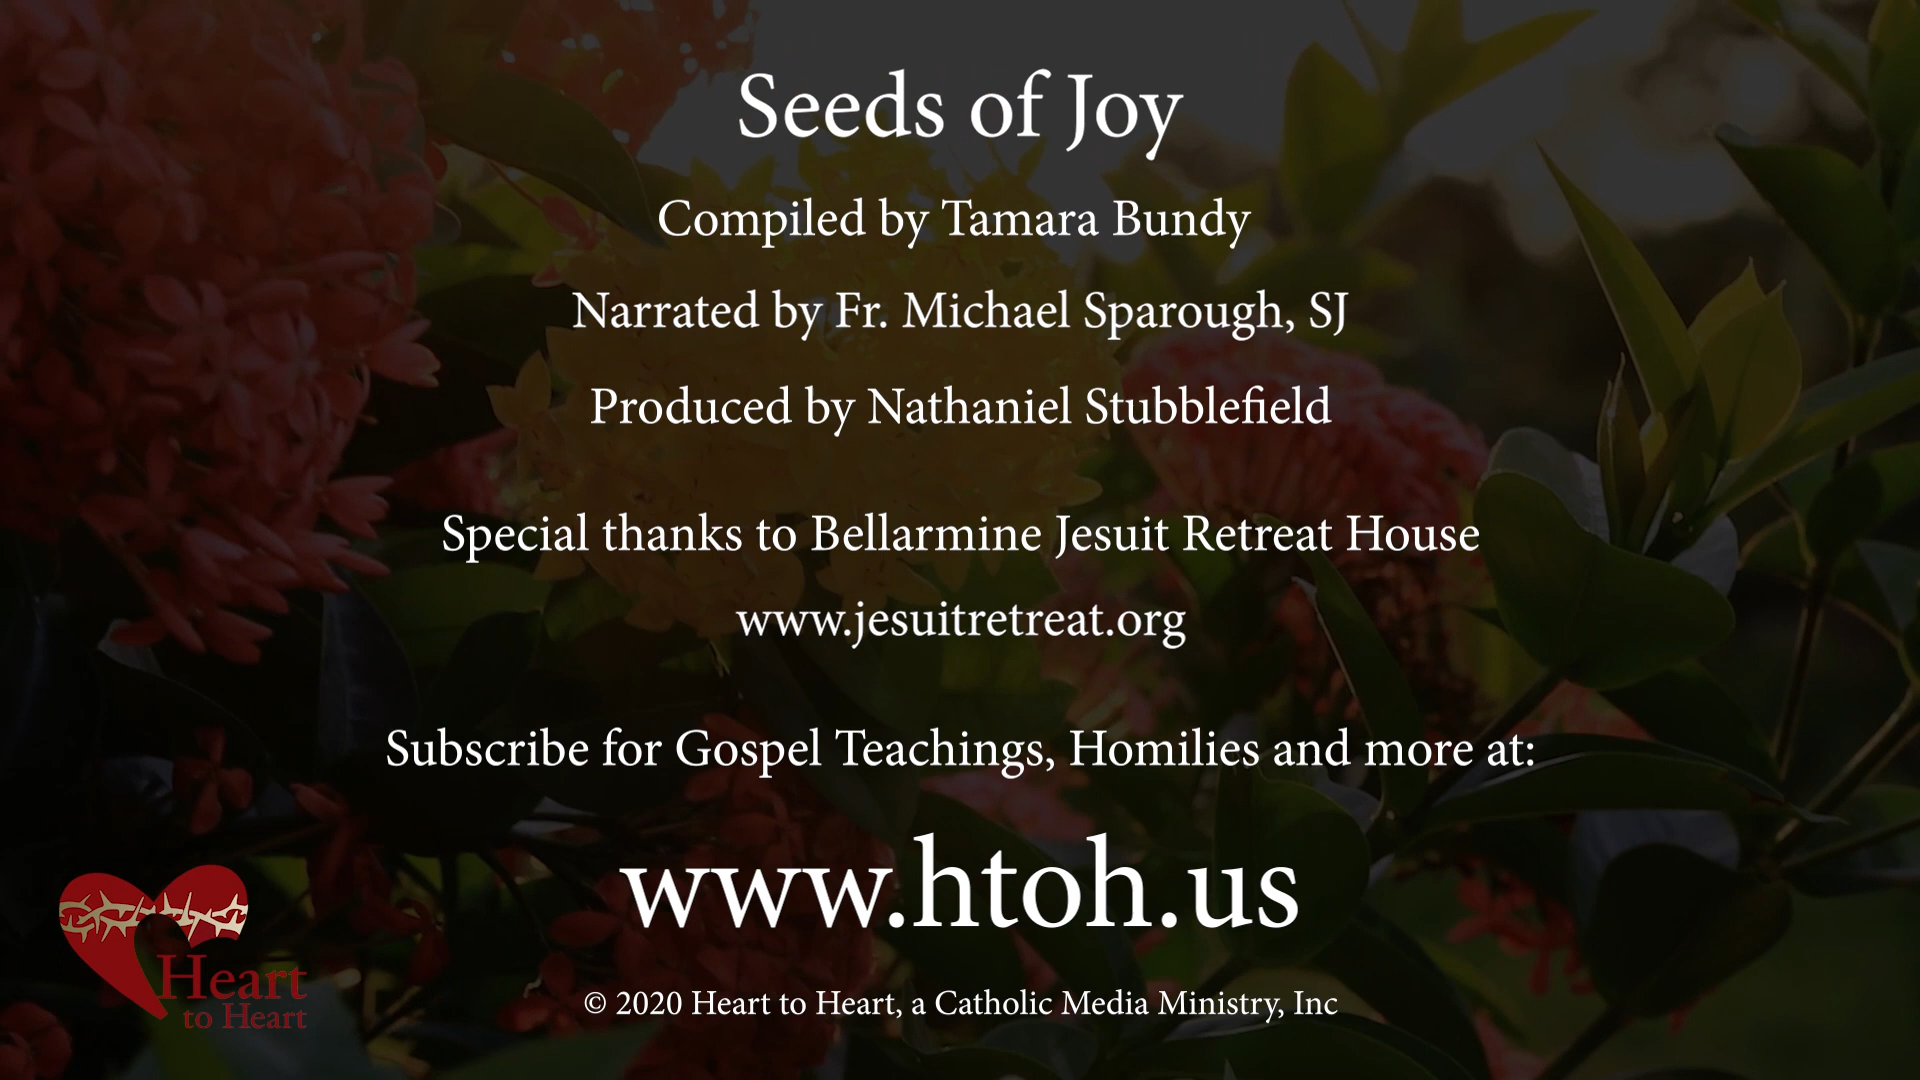 Seeds of Joy
Compiled by Tamara Bundy
Narrated by Fr. Michael Sparough, SJ
Produced by Nathaniel Stubblefield
Special thanks to Bellarmine Jesuit Retreat House
www.jesuitretreat.org
Subscribe for Gospel Teachings, Homilies and more at:
www.htoh.us
Heart
to Heart
© 2020 Heart to Heart, a Catholic Media Ministry, Inc